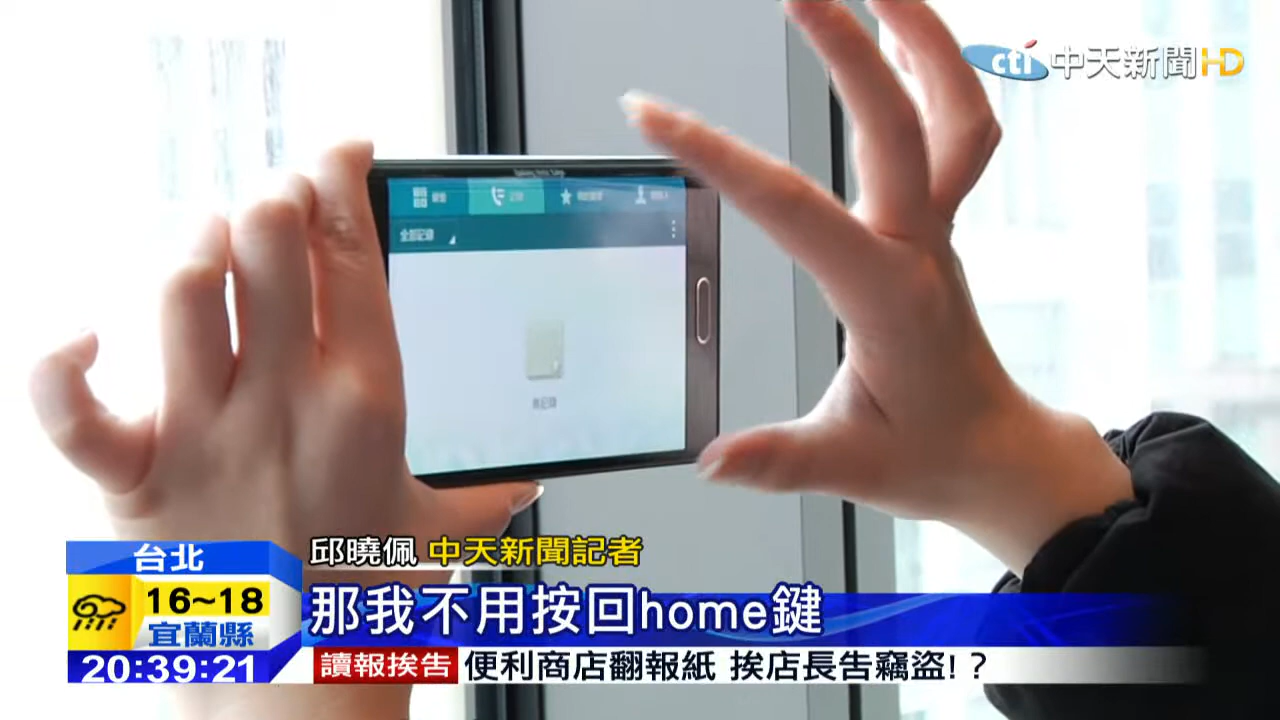 cti 中天新聞HD
全部記錄
無記錄
邱曉佩 中天新聞記者
那我不用按回home鍵
台北
16~18
宜蘭縣
20:39:21
讀報挨告 便利商店翻報紙 挨店長告竊盜!？